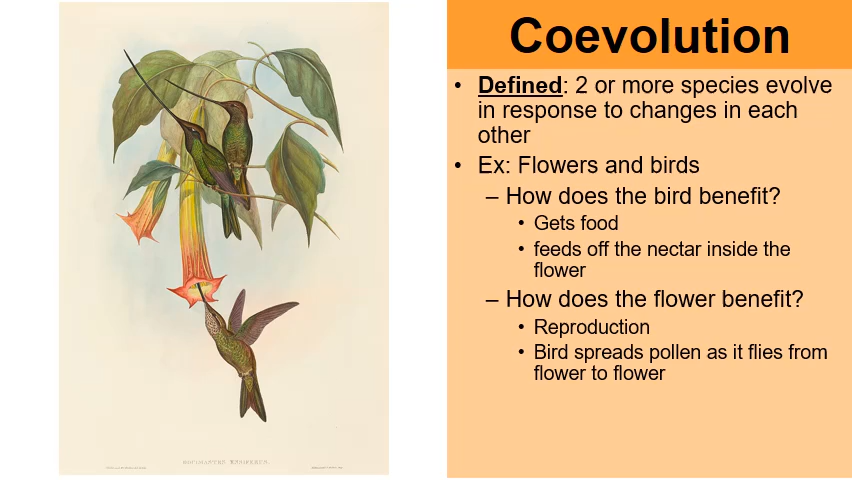 Coevolution
• Defined: 2 or more species evolve
in response to changes in each
other
• Ex: Flowers and birds
– How does the bird benefit?
• Gets food
• feeds off the nectar inside the
flower
– How does the flower benefit?
• Reproduction
• Bird spreads pollen as it flies from
flower to flower